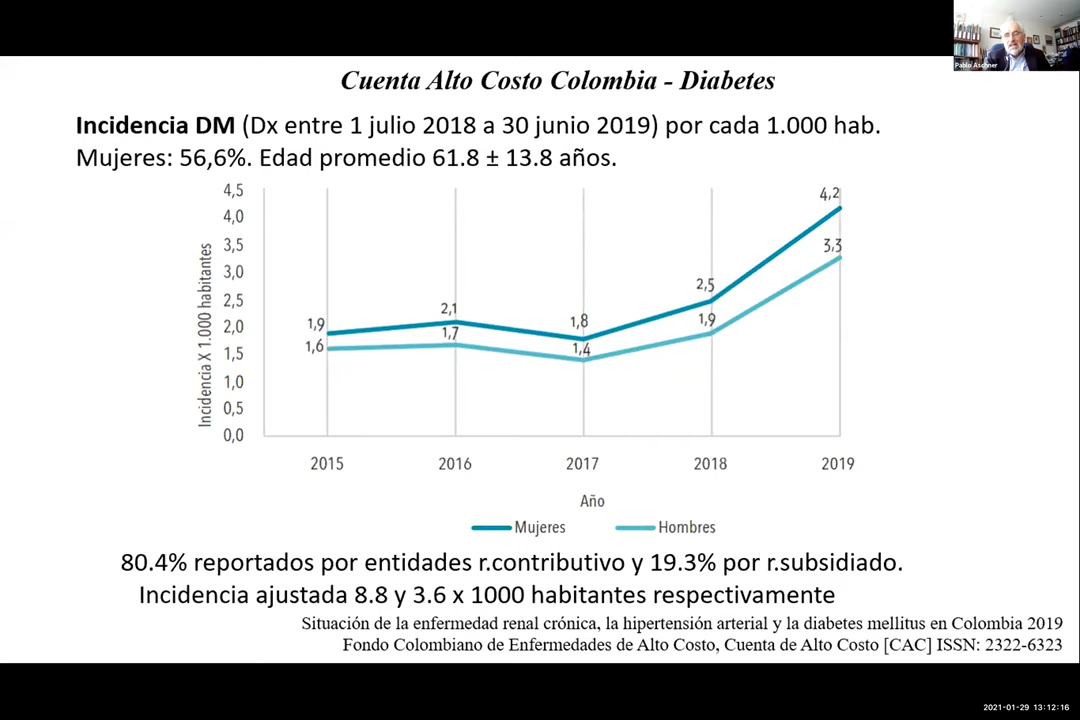 Pablo Aschner
Cuenta Alto Costo Colombia - Diabetes
Incidencia DM (Dx entre 1 julio 2018 a 30 junio 2019) por cada 1.000 hab.
Mujeres: 56,6%. Edad promedio 61.8 ± 13.8 años.
Incidencia X 1.000 habitantes
4,5
4,0
3,5
3,0
2,5
2,0
1,5
1,0
0,5
0,0
1,9
2,1
1,8
2,5
4,2
1,6
1,7
1,4
1,9
3,3
2015 2016 2017 2018 2019
Año
Mujeres Hombres
80.4% reportados por entidades r.contributivo y 19.3% por r.subsidiado.
Incidencia ajustada 8.8 y 3.6 x 1000 habitantes respectivamente
Situación de la enfermedad renal crónica, la hipertensión arterial y la diabetes mellitus en Colombia 2019
Fondo Colombiano de Enfermedades de Alto Costo, Cuenta de Alto Costo [CAC] ISSN: 2322-6323
2021-01-29 13:12:16